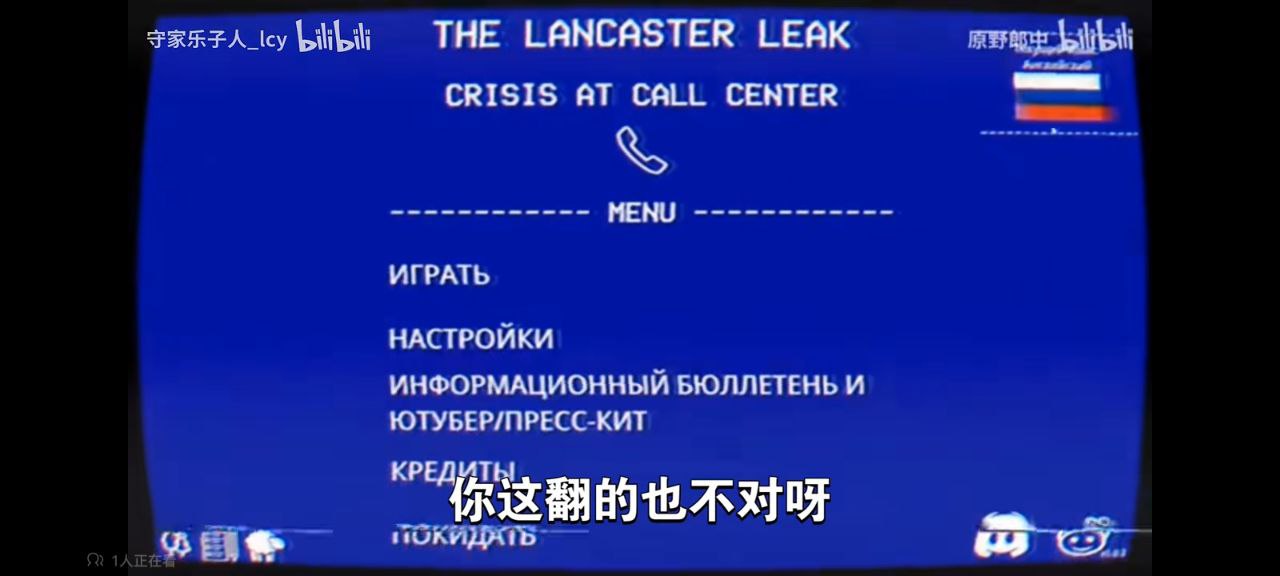 守家乐子人_lcy bilibili
原野郎中 bilibili
THE LANCASTER LEAK
Английский
CRISIS AT CALL CENTER
------------ MENU ------------
ИГРАТЬ
НАСТРОЙКИ
ИНФОРМАЦИОННЫЙ БЮЛЛЕТЕНЬ И
ЮТУБЕР/ПРЕСС-КИТ
КРЕДИТЫ
你这翻的也不对呀
ПОКИДАТЬ
1人正在看